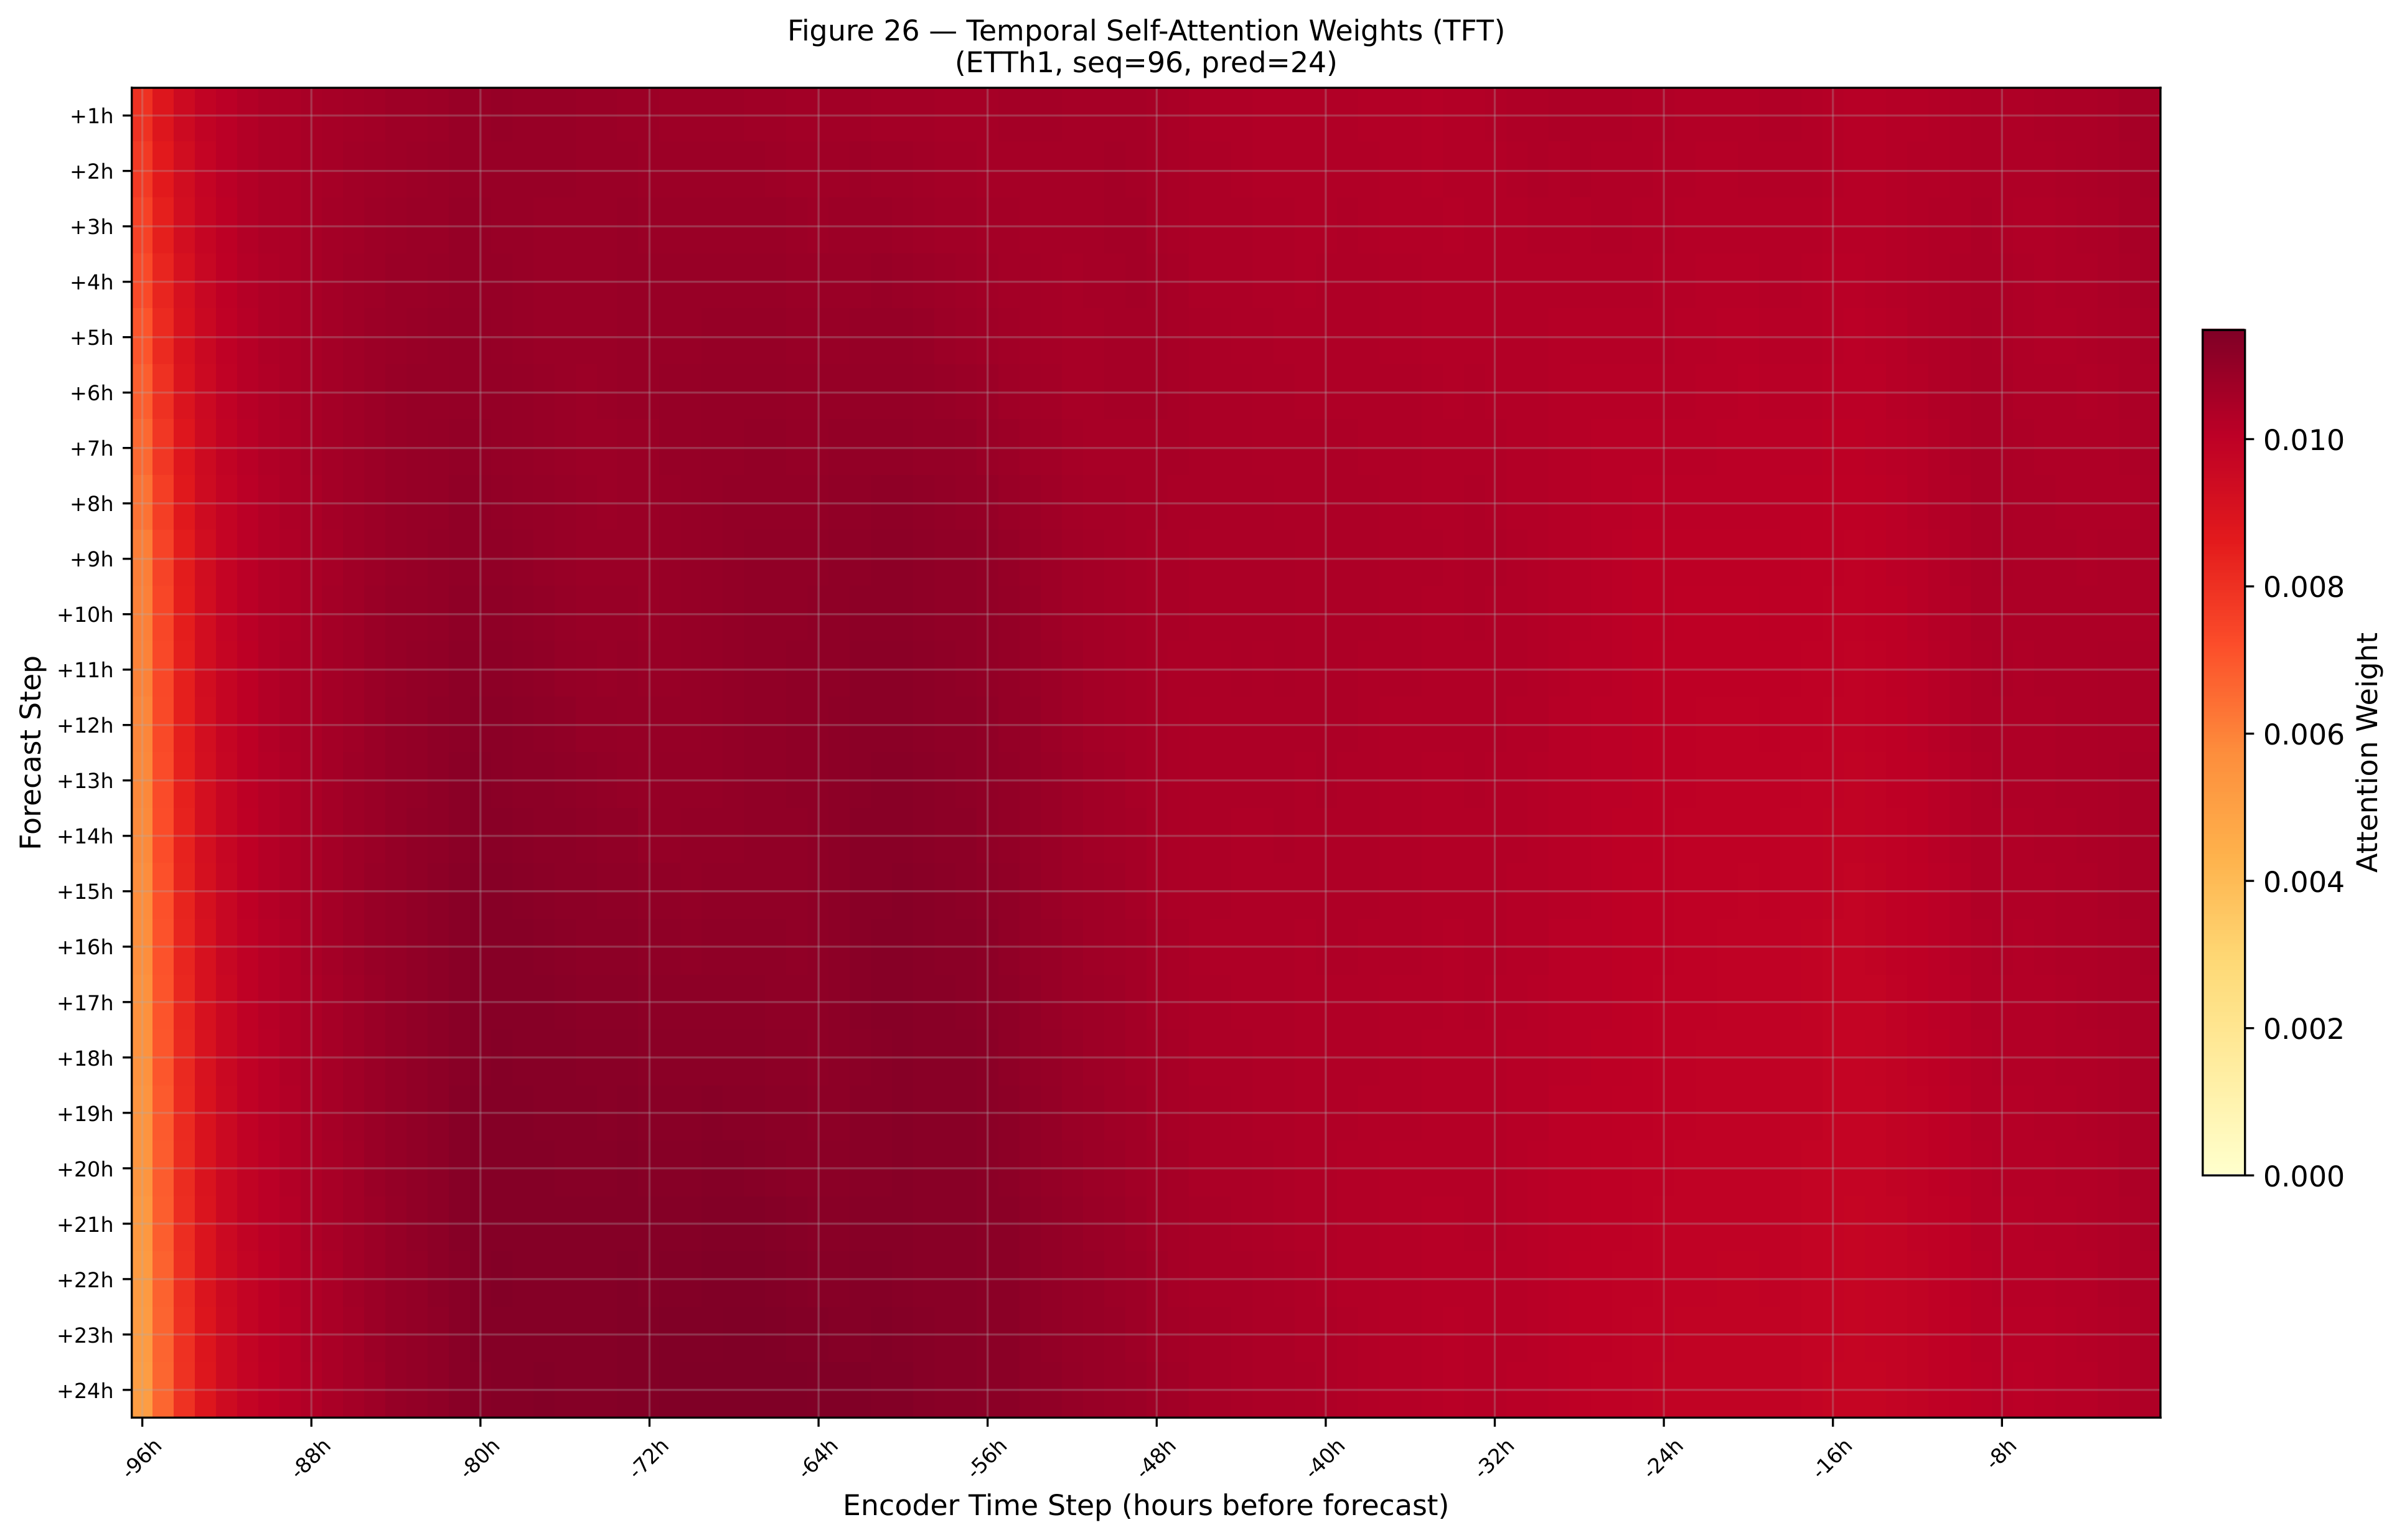 Figure 26 — Temporal Self-Attention Weights (TFT)
(ETTh1, seq=96, pred=24)
+1h
+2h
+3h
+4h
+5h
+6h
+7h
+8h
+9h
+10h
+11h
+12h
+13h
+14h
+15h
+16h
+17h
+18h
+19h
+20h
+21h
+22h
+23h
+24h
Forecast Step
-96h
-88h
-80h
-72h
-64h
-56h
-48h
-40h
-32h
-24h
-16h
-8h
Encoder Time Step (hours before forecast)
0.010
0.008
0.006
0.004
0.002
0.000
Attention Weight